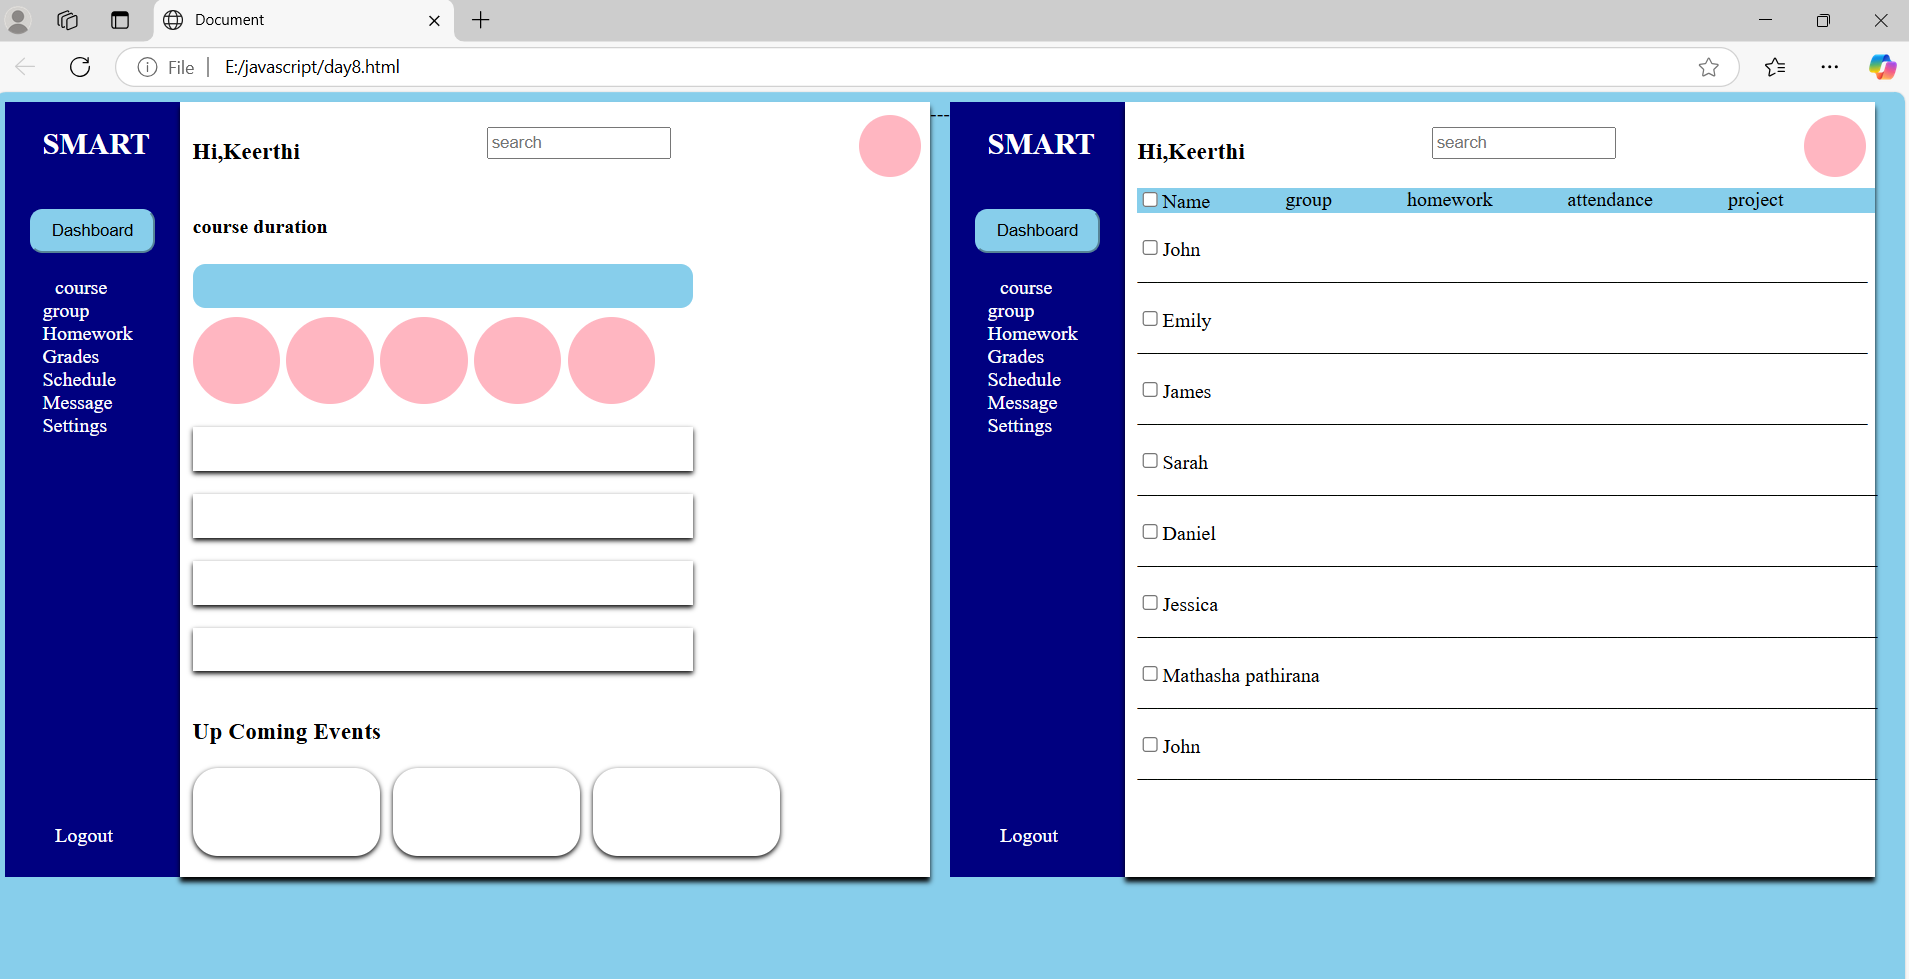 Document
File E:/javascript/day8.html
SMART
Hi,Keerthi
search
course duration
Dashboard
course
group
Homework
Grades
Schedule
Message
Settings
Up Coming Events
Logout
---
SMART
Hi,Keerthi
search
Name group homework attendance project
Dashboard
course
group
Homework
Grades
Schedule
Message
Settings
Logout
John
Emily
James
Sarah
Daniel
Jessica
Mathasha pathirana
John